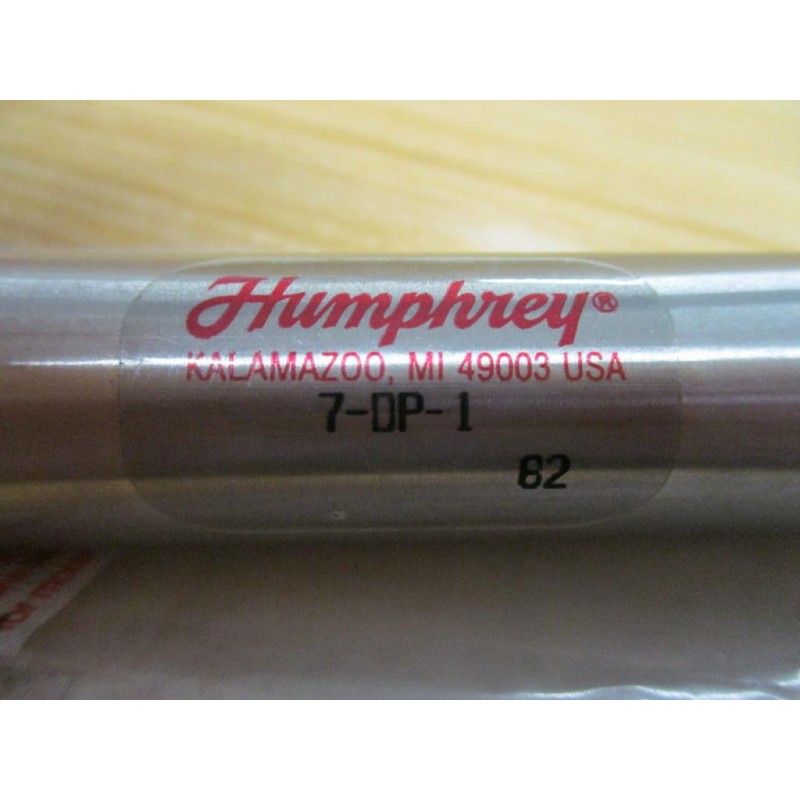 Humphrey®
KALAMAZOO, MI 49003 USA
7-DP-1
82